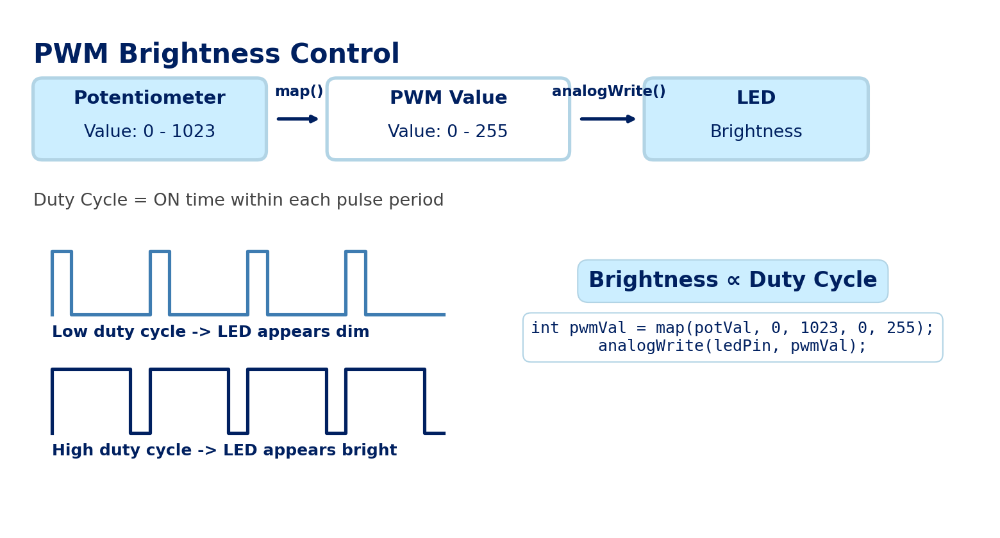 PWM Brightness Control
Potentiometer
Value: 0 - 1023
map()
PWM Value
Value: 0 - 255
analogWrite()
LED
Brightness
Duty Cycle = ON time within each pulse period
Low duty cycle -> LED appears dim
High duty cycle -> LED appears bright
Brightness ∝ Duty Cycle
int pwmVal = map(potVal, 0, 1023, 0, 255);
analogWrite(ledPin, pwmVal);